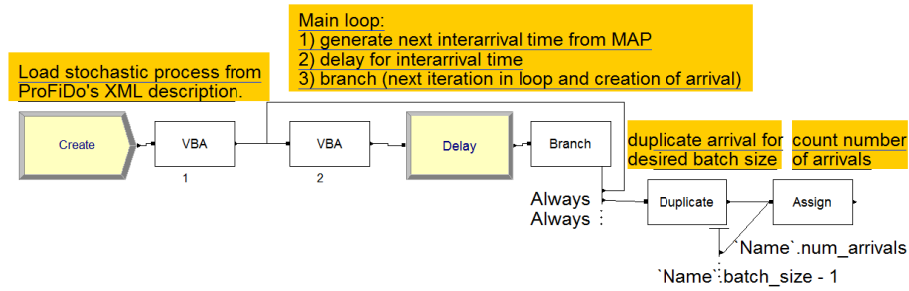 Main loop:
1) generate next interarrival time from MAP
2) delay for interarrival time
3) branch (next iteration in loop and creation of arrival)
Load stochastic process from
ProFiDo's XML description.
Create
VBA
1
VBA
2
Delay
Branch
Always
Always
duplicate arrival for
desired batch size
count number
of arrivals
Duplicate
Assign
`Name`.num_arrivals
`Name`.batch_size - 1